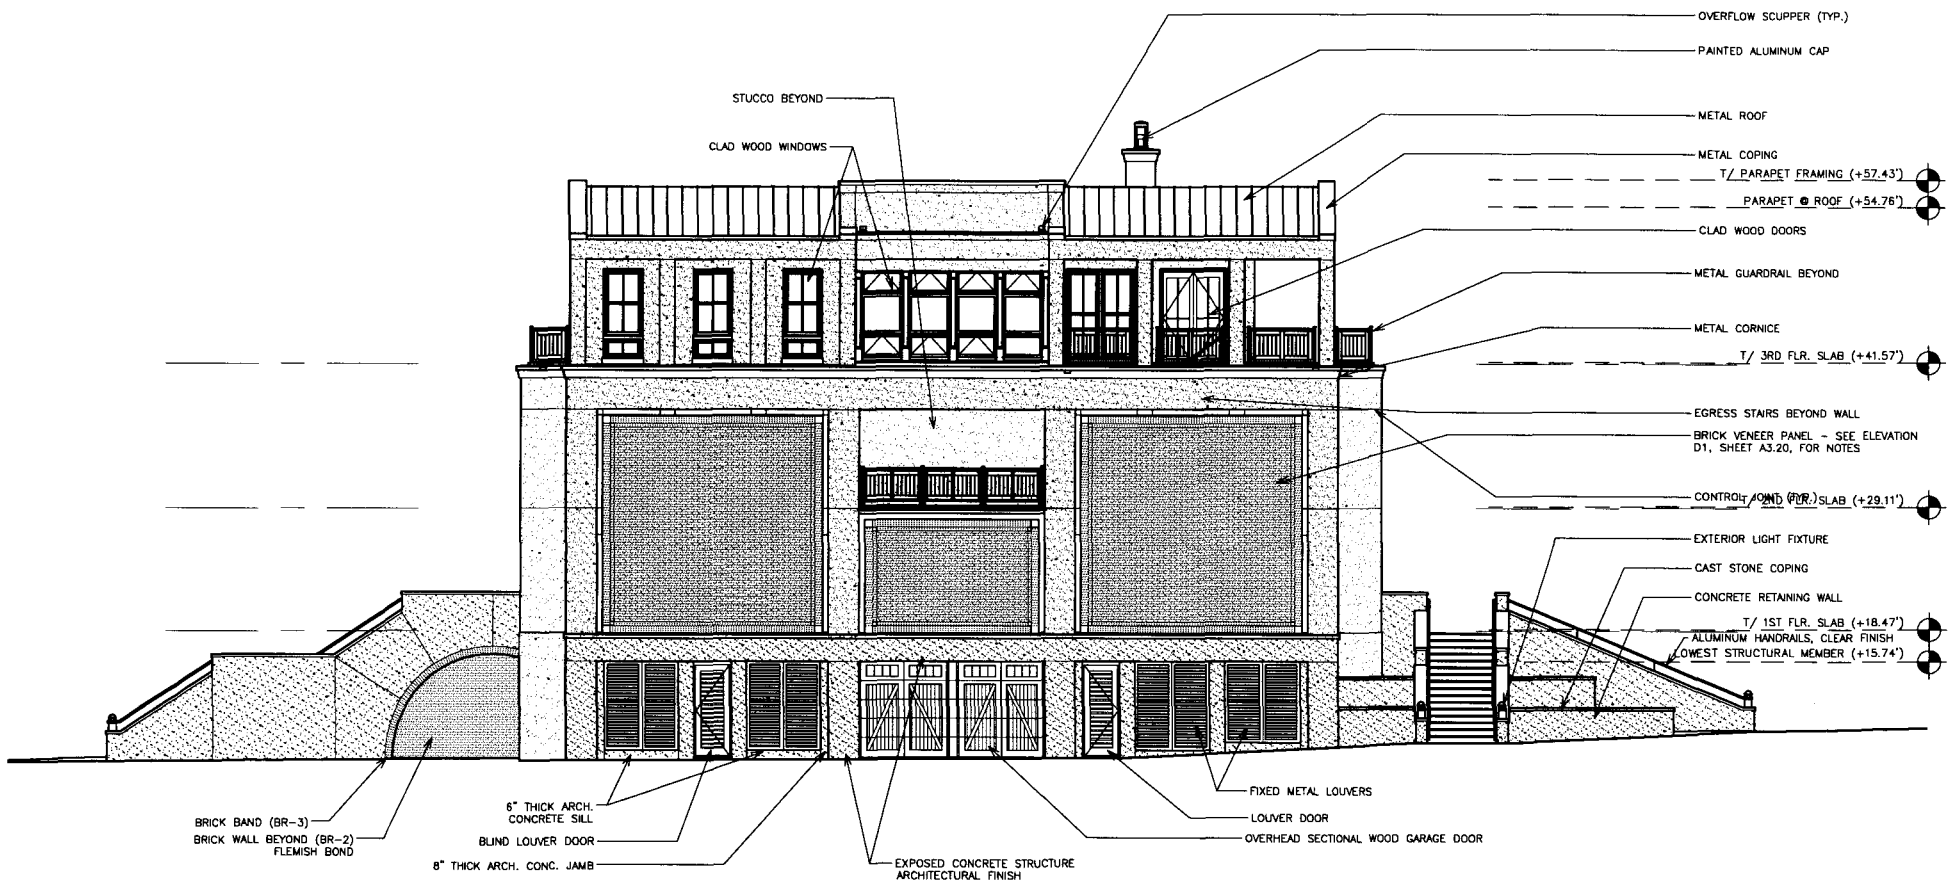 OVERFLOW SCUPPER (TYP.)
PAINTED ALUMINUM CAP
STUCCO BEYOND
METAL ROOF
CLAD WOOD WINDOWS
METAL COPING
T/ PARAPET FRAMING (+57.43')
PARAPET @ ROOF (+54.76')
CLAD WOOD DOORS
METAL GUARDRAIL BEYOND
METAL CORNICE
T/ 3RD FLR. SLAB (+41.57')
EGRESS STAIRS BEYOND WALL
BRICK VENEER PANEL - SEE ELEVATION
D1, SHEET A3.20, FOR NOTES
CONTROL JOINT (TYP.)
T/ 2ND FLR. SLAB (+29.11')
EXTERIOR LIGHT FIXTURE
CAST STONE COPING
CONCRETE RETAINING WALL
T/ 1ST FLR. SLAB (+18.47')
ALUMINUM HANDRAILS, CLEAR FINISH
LOWEST STRUCTURAL MEMBER (+15.74')
FIXED METAL LOUVERS
6" THICK ARCH.
CONCRETE SILL
LOUVER DOOR
BRICK BAND (BR-3)
BRICK WALL BEYOND (BR-2)
FLEMISH BOND
BLIND LOUVER DOOR
OVERHEAD SECTIONAL WOOD GARAGE DOOR
8" THICK ARCH. CONC. JAMB
EXPOSED CONCRETE STRUCTURE
ARCHITECTURAL FINISH